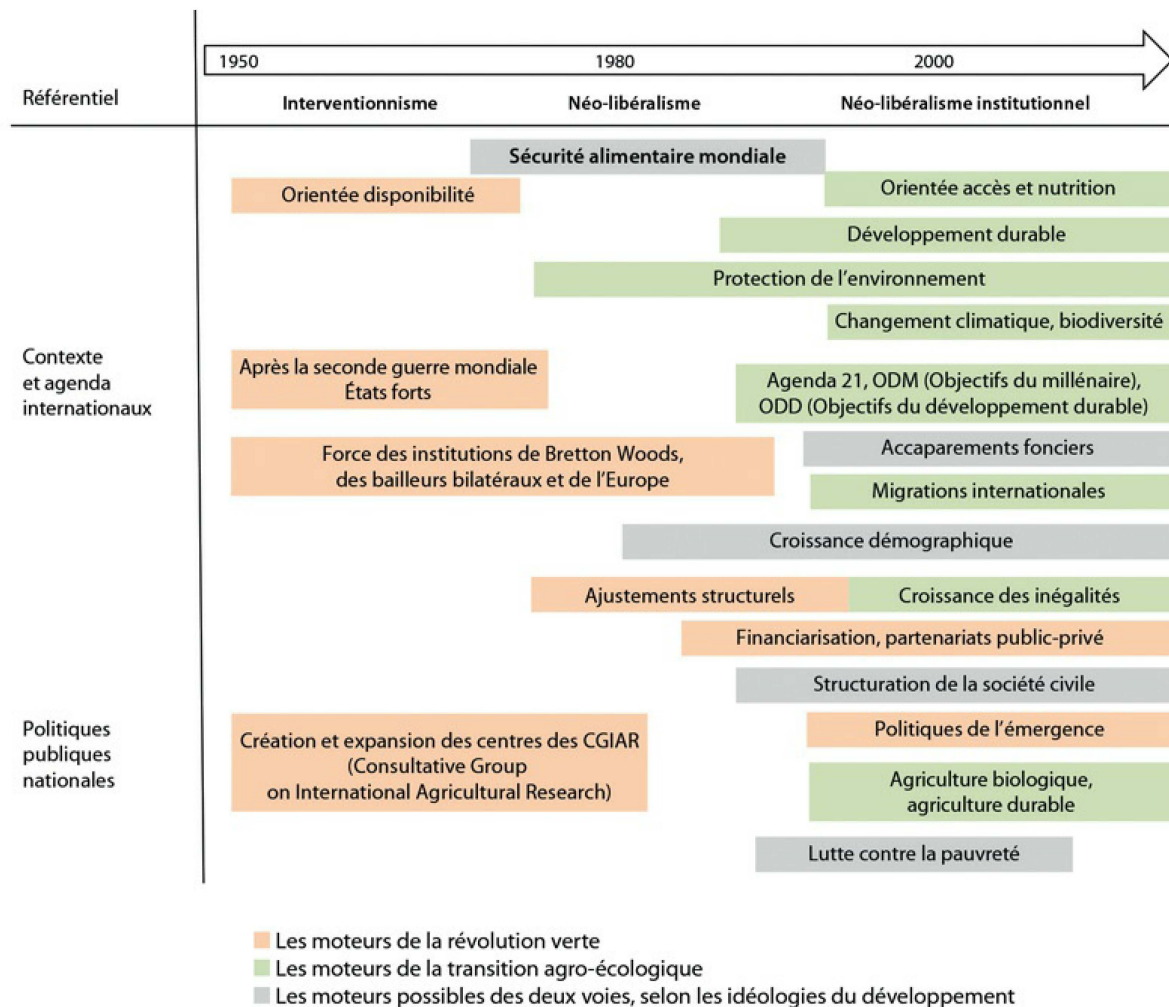 1950 1980 2000
Référentiel
Interventionnisme Néo-libéralisme Néo-libéralisme institutionnel
Sécurité alimentaire mondiale
Orientée disponibilité
Orientée accès et nutrition
Développement durable
Protection de l’environnement
Changement climatique, biodiversité
Contexte
et agenda
internationaux
Après la seconde guerre mondiale
États forts
Agenda 21, ODM (Objectifs du millénaire),
ODD (Objectifs du développement durable)
Force des institutions de Bretton Woods,
des bailleurs bilatéraux et de l’Europe
Accaparements fonciers
Migrations internationales
Croissance démographique
Ajustements structurels
Croissance des inégalités
Financiarisation, partenariats public-privé
Structuration de la société civile
Politiques
publiques
nationales
Création et expansion des centres des CGIAR
(Consultative Group
on International Agricultural Research)
Politiques de l’émergence
Agriculture biologique,
agriculture durable
Lutte contre la pauvreté
Les moteurs de la révolution verte
Les moteurs de la transition agro-écologique
Les moteurs possibles des deux voies, selon les idéologies du développement